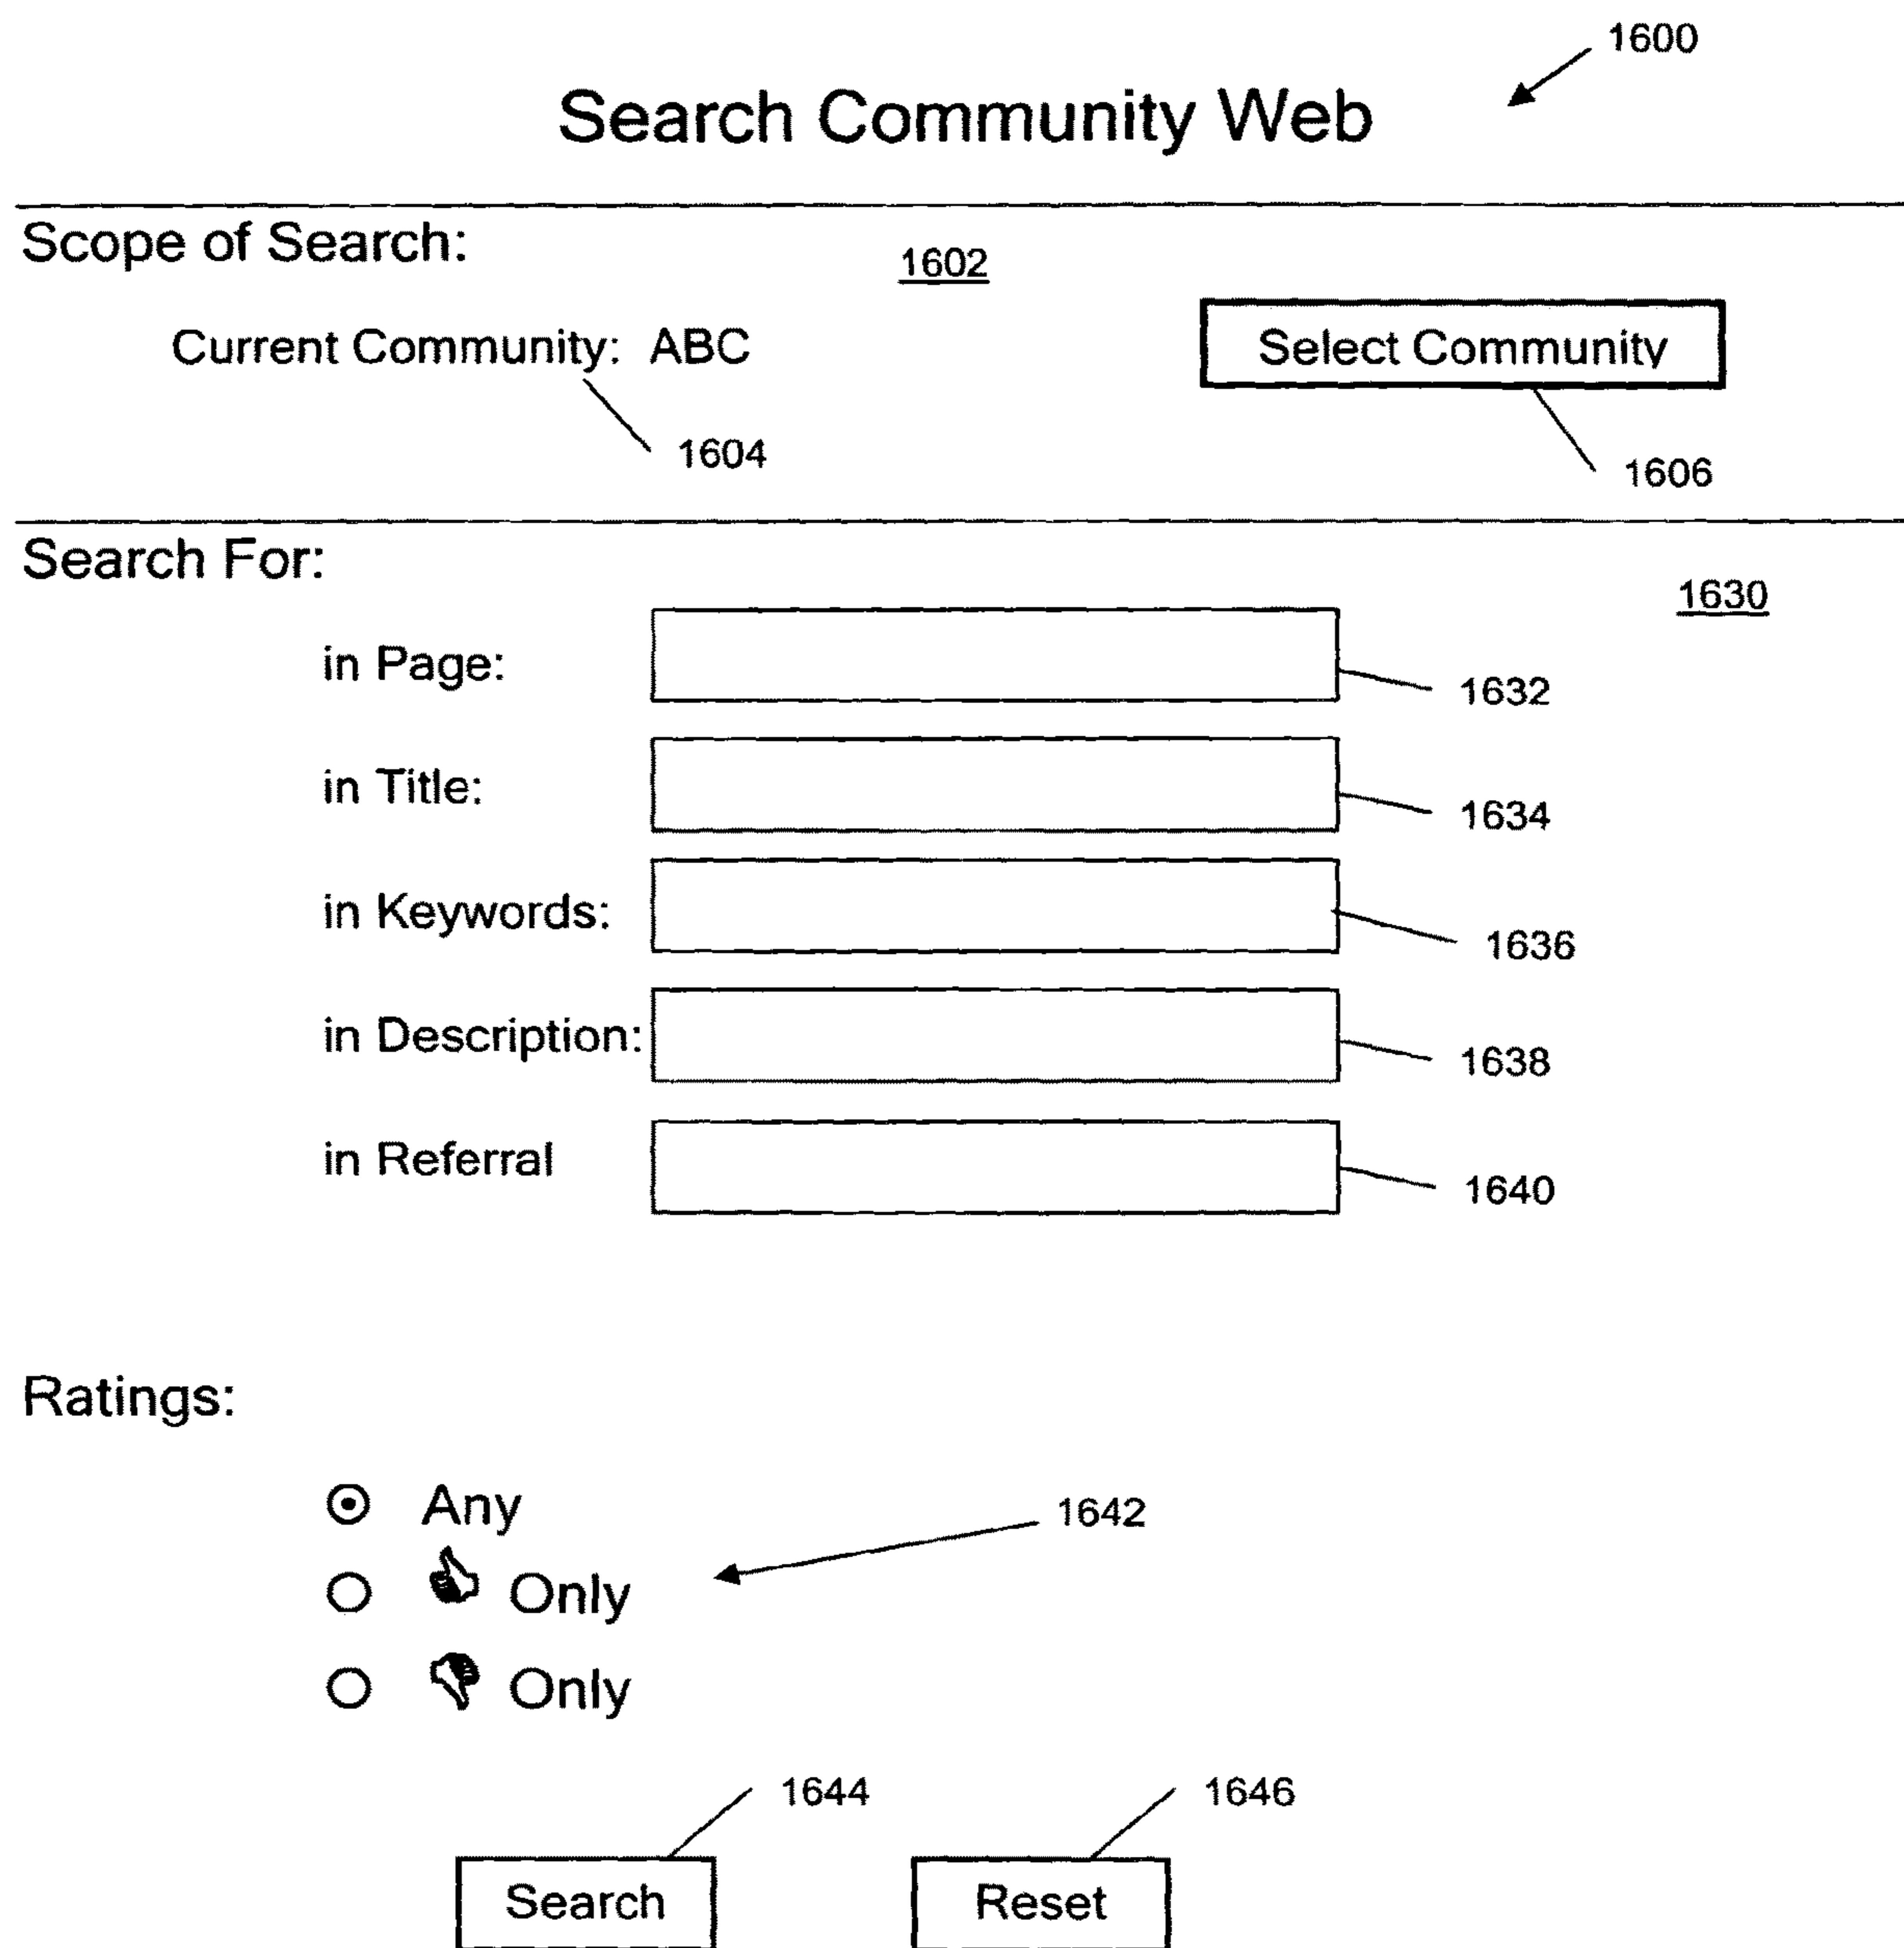 1600
Search Community Web
Scope of Search:
1602
Current Community: ABC
Select Community
1604
1606
Search For:
1630
in Page:
1632
in Title:
1634
in Keywords:
1636
in Description:
1638
in Referral
1640
Ratings:
Any
1642
Only
Only
1644
1646
Search
Reset